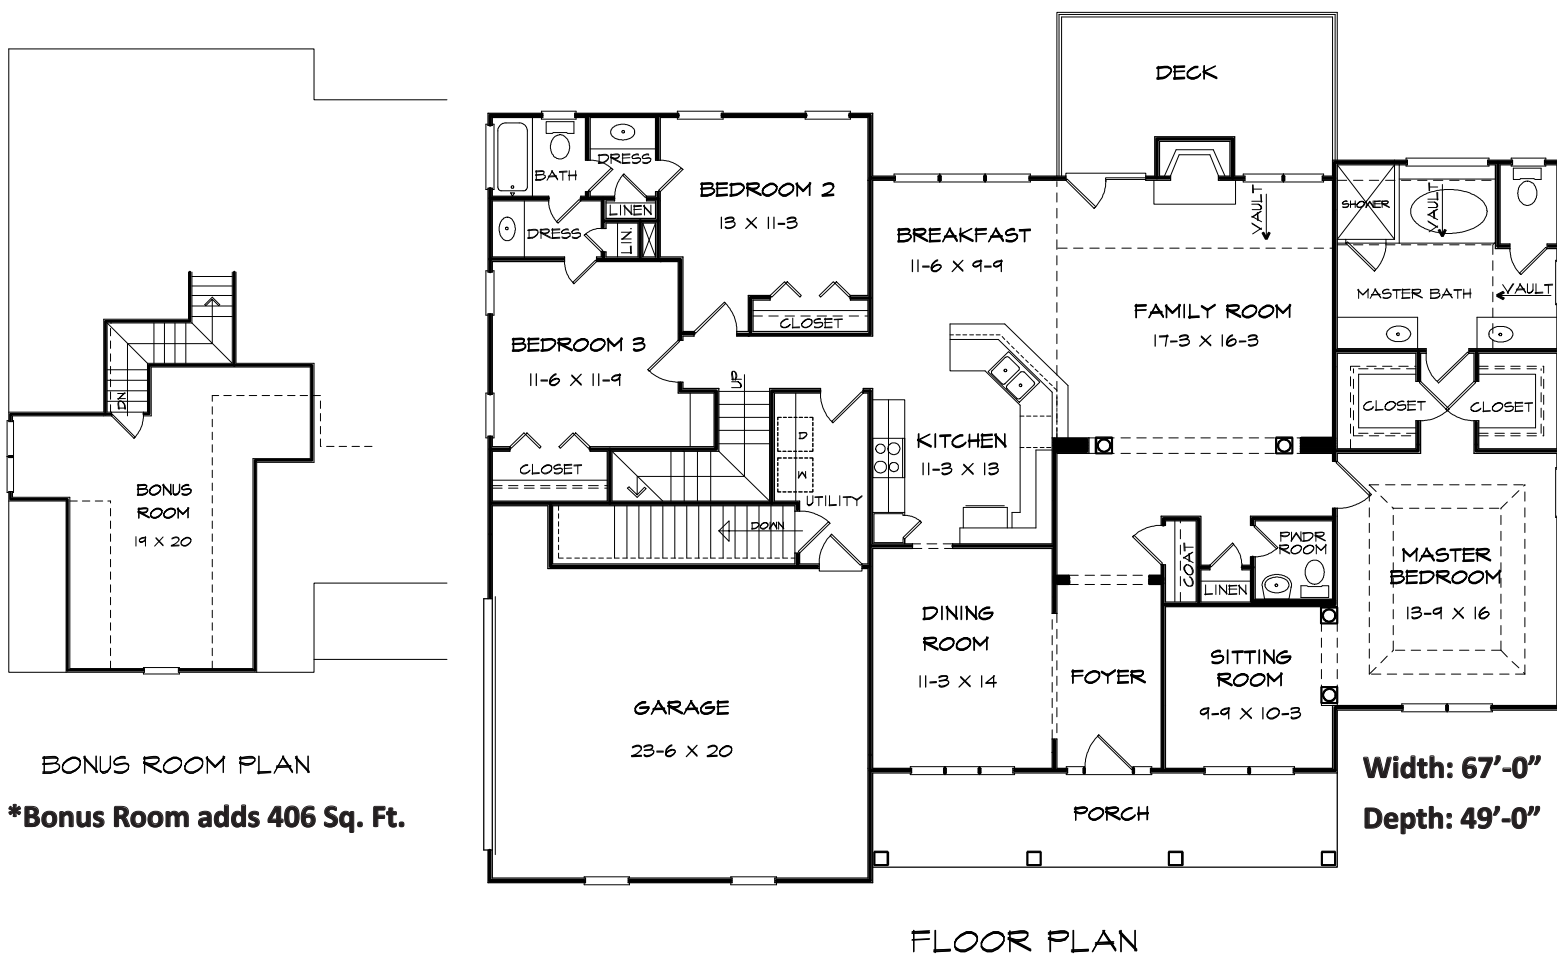 DECK
BATH
DRESS
LINEN
DRESS
LIN.
BEDROOM 2
13 X 11-3
CLOSET
BREAKFAST
11-6 X 9-9
VAULT
FAMILY ROOM
17-3 X 16-3
SHOWER
VAULT
MASTER BATH
VAULT
CLOSET
CLOSET
BEDROOM 3
11-6 X 11-9
CLOSET
UP
D
W
UTILITY
DOWN
KITCHEN
11-3 X 13
COAT
LINEN
PWDR
ROOM
MASTER
BEDROOM
13-9 X 16
DINING
ROOM
11-3 X 14
FOYER
SITTING
ROOM
9-9 X 10-3
GARAGE
23-6 X 20
PORCH
DN
BONUS
ROOM
19 X 20
BONUS ROOM PLAN
*Bonus Room adds 406 Sq. Ft.
Width: 67’-0”
Depth: 49’-0”
FLOOR PLAN